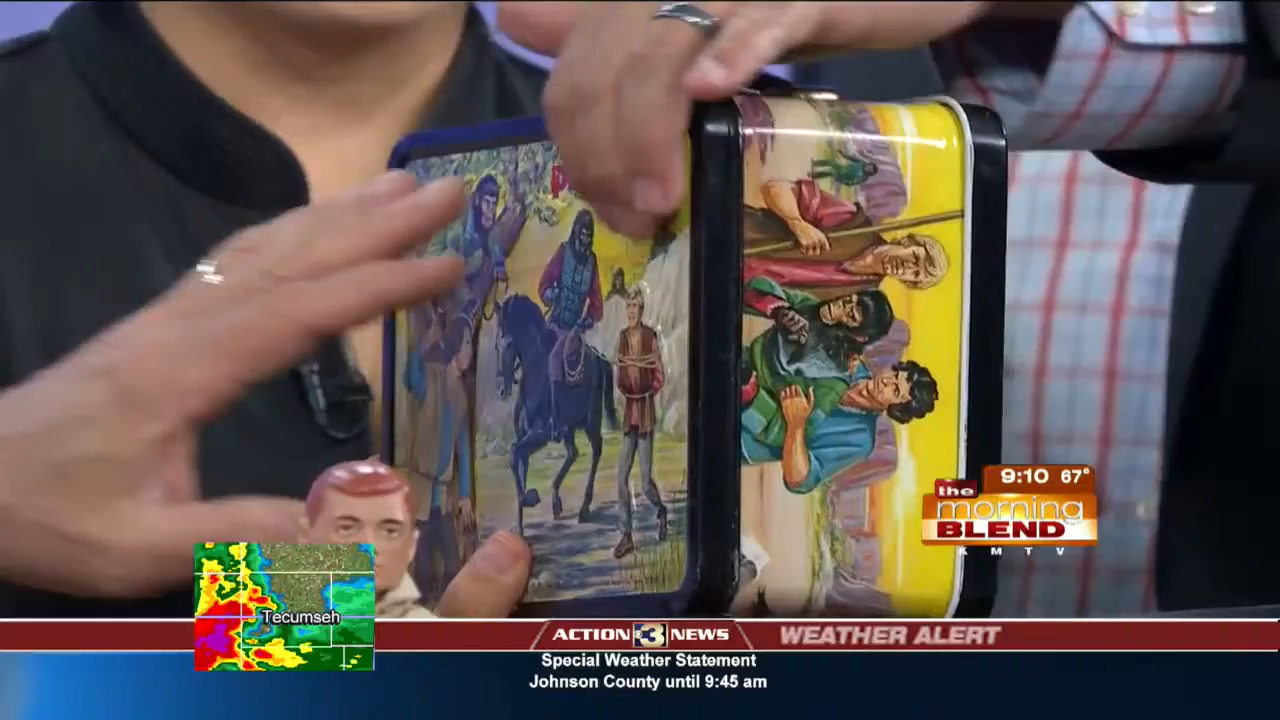 9:10 67°
the
morning
BLEND
KMTV
Tecumseh
ACTION 3 NEWS
WEATHER ALERT
Special Weather Statement
Johnson County until 9:45 am